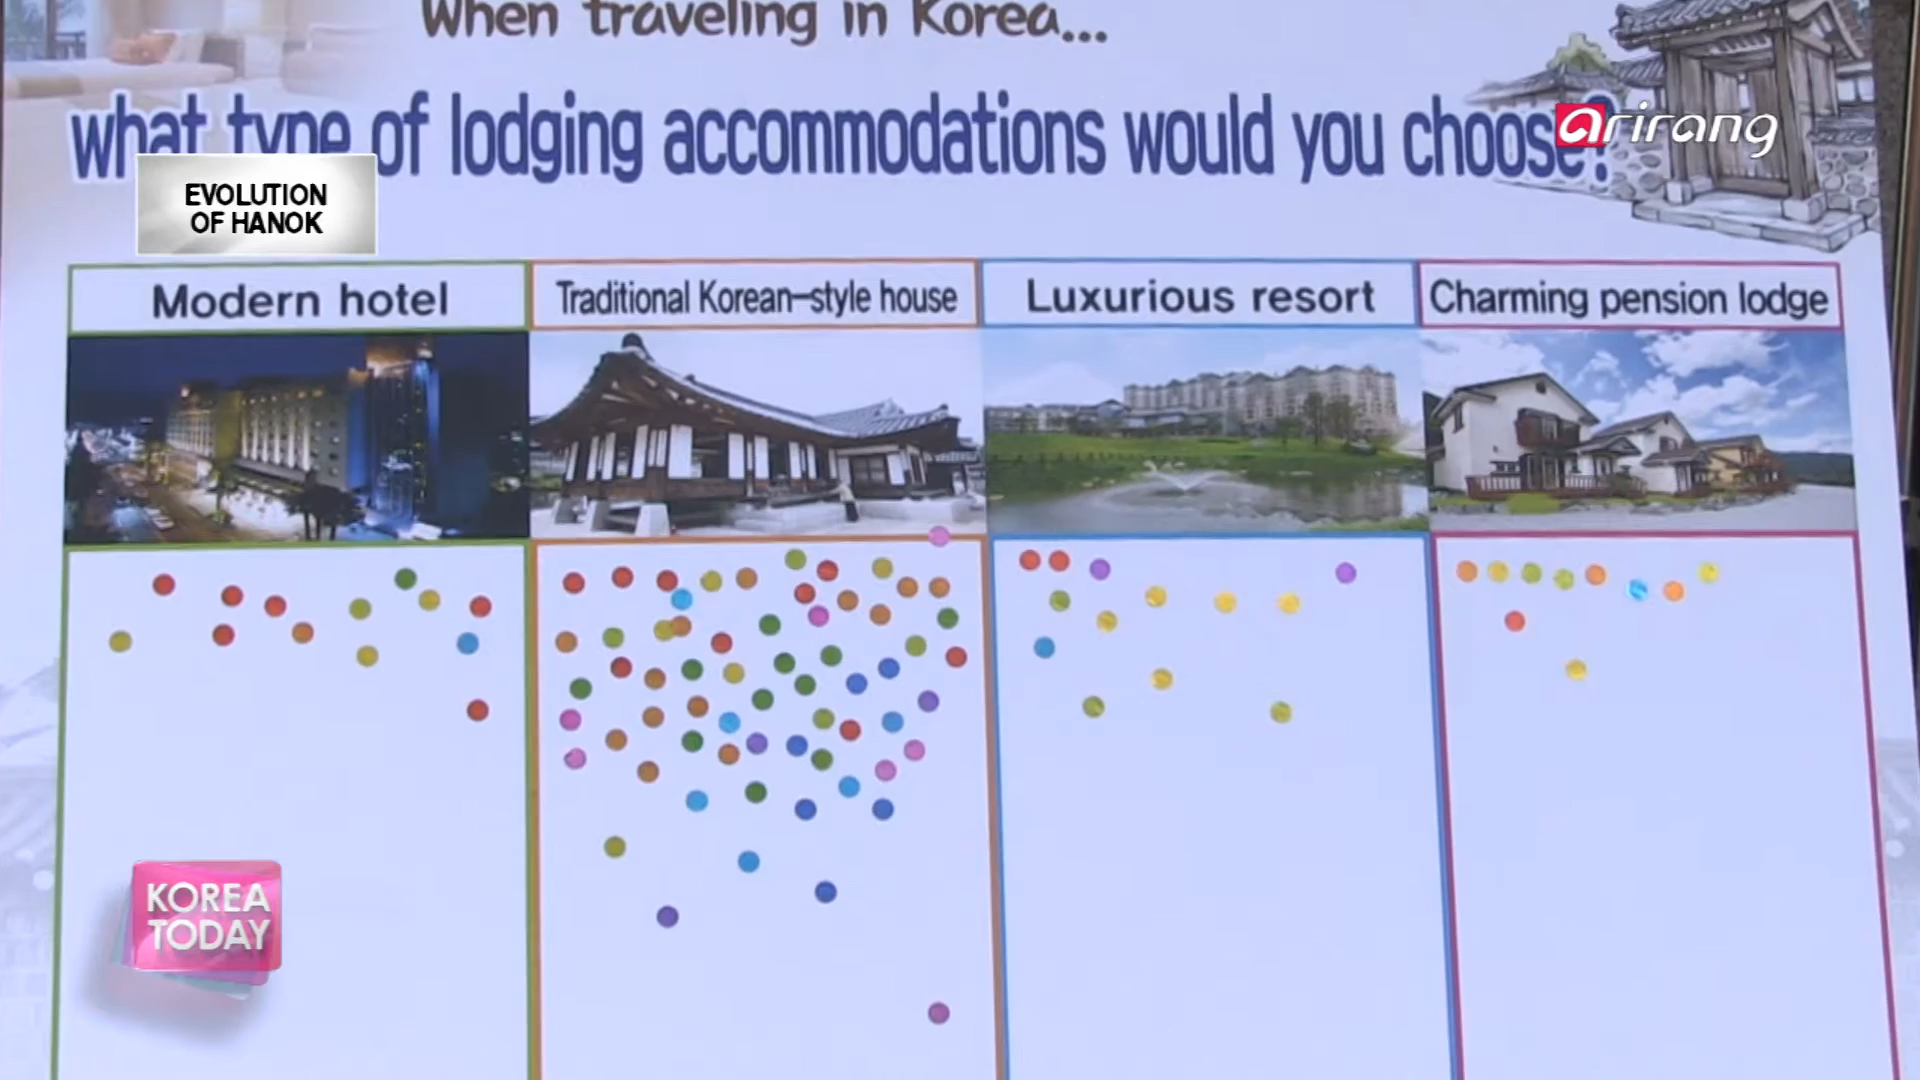 When traveling in Korea...
what type of lodging accommodations would you choose?
arirang
EVOLUTION
OF HANOK
Modern hotel
Traditional Korean-style house
Luxurious resort
Charming pension lodge
KOREA
TODAY